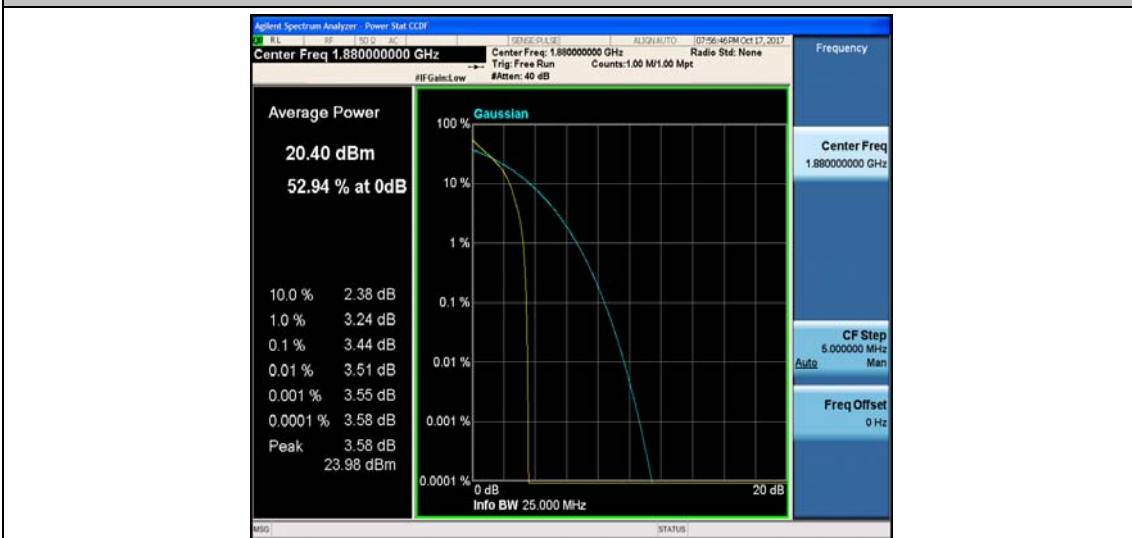 Agilent Spectrum Analyzer - Power Stat CCDF
RL RF 50 Ω AC SENSE:PULSE ALIGN AUTO 07:56:46 PM Oct 17, 2017
Center Freq 1.880000000 GHz
Center Freq: 1.880000000 GHz Radio Std: None
Trig: Free Run Counts:1.00 M/1.00 Mpt
#IFGain:Low #Atten: 40 dB
Frequency
Average Power
20.40 dBm
52.94 % at 0dB
10.0 % 2.38 dB
1.0 % 3.24 dB
0.1 % 3.44 dB
0.01 % 3.51 dB
0.001 % 3.55 dB
0.0001 % 3.58 dB
Peak 3.58 dB
23.98 dBm
Gaussian
100 %
10 %
1 %
0.1 %
0.01 %
0.001 %
0.0001 %
0 dB 20 dB
Info BW 25.000 MHz
Center Freq
1.880000000 GHz
CF Step
5.000000 MHz
Auto Man
Freq Offset
0 Hz
MSG STATUS